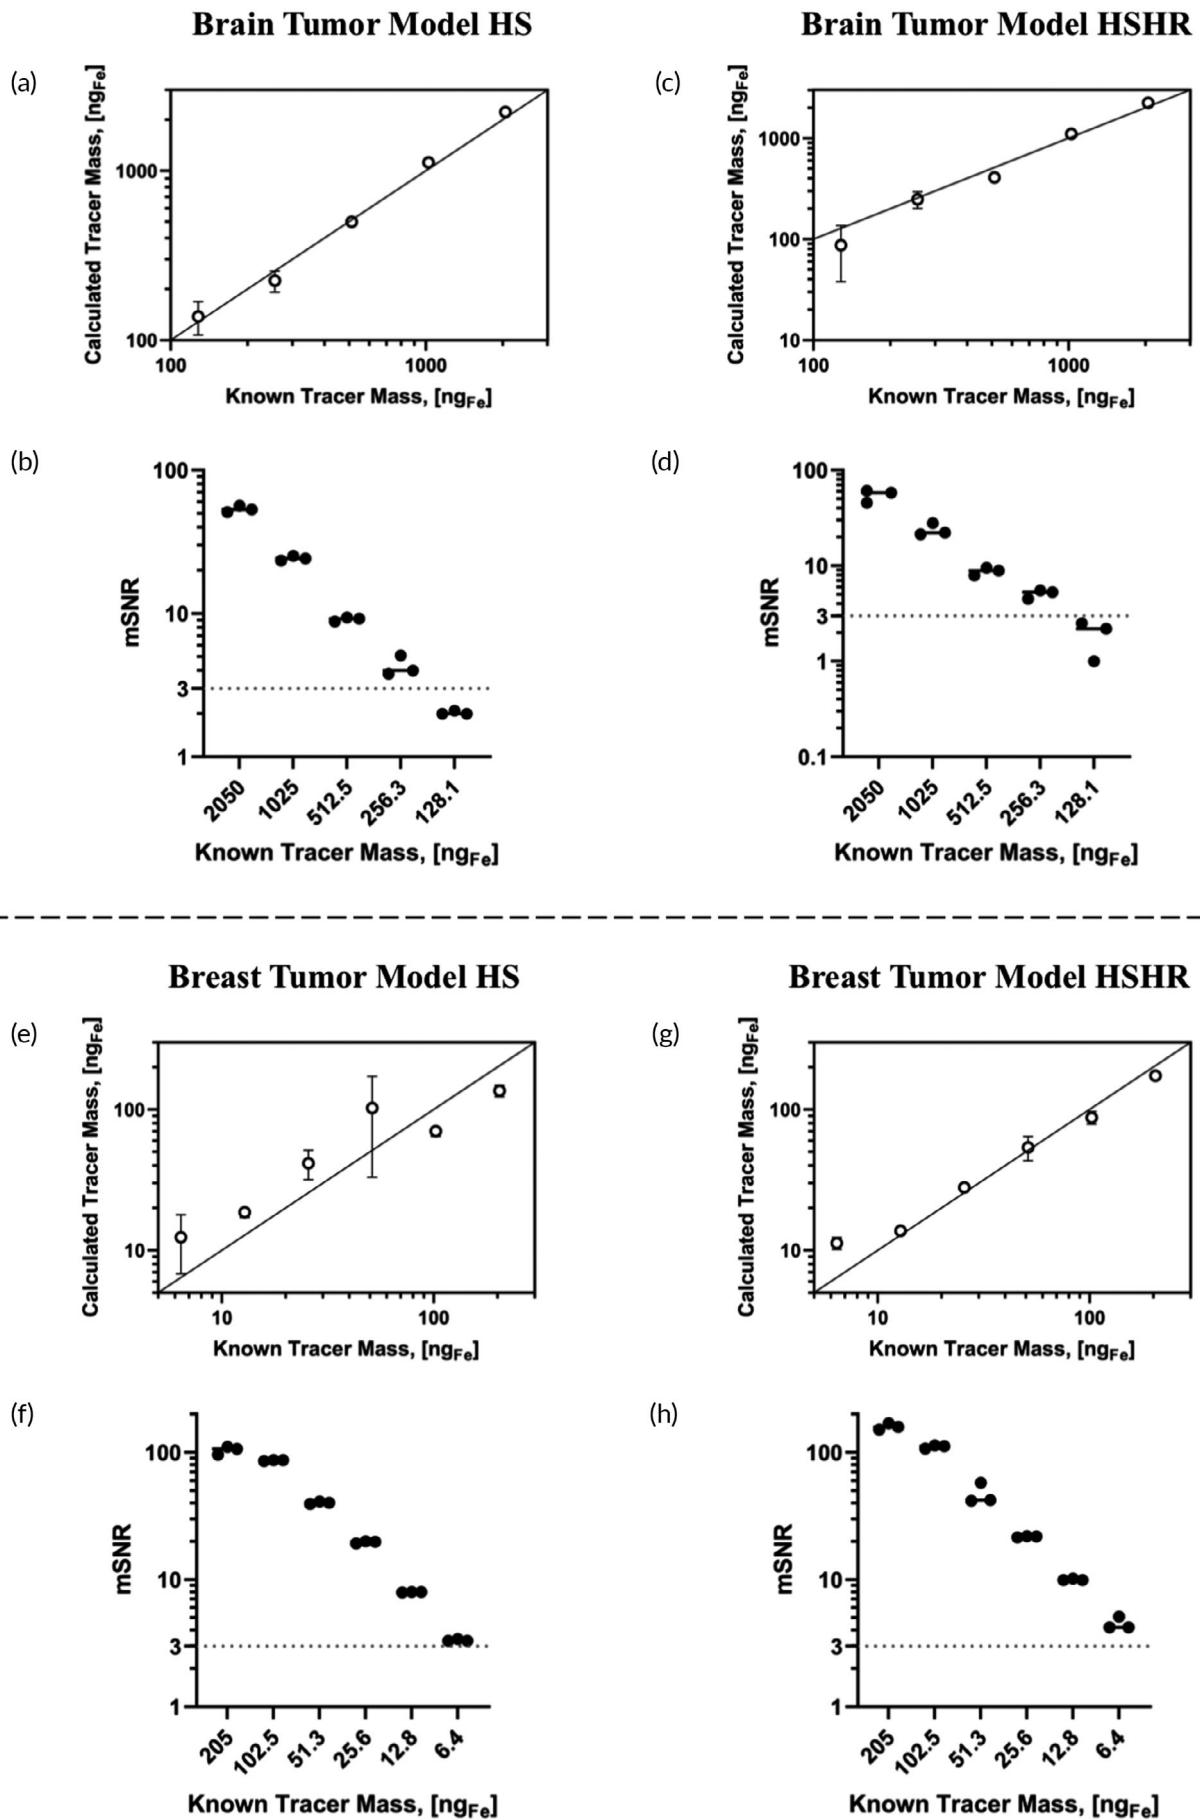 Brain Tumor Model HS
Brain Tumor Model HSHR
(a)
Calculated Tracer Mass, [ngFe]
1000
100
100
1000
Known Tracer Mass, [ngFe]
(c)
Calculated Tracer Mass, [ngFe]
1000
100
10
100
1000
Known Tracer Mass, [ngFe]
(b)
mSNR
100
10
3
1
2050
1025
512.5
256.3
128.1
Known Tracer Mass, [ngFe]
(d)
mSNR
100
10
3
1
0.1
2050
1025
512.5
256.3
128.1
Known Tracer Mass, [ngFe]
Breast Tumor Model HS
Breast Tumor Model HSHR
(e)
Calculated Tracer Mass, [ngFe]
100
10
10
100
Known Tracer Mass, [ngFe]
(g)
Calculated Tracer Mass, [ngFe]
100
10
10
100
Known Tracer Mass, [ngFe]
(f)
mSNR
100
10
3
1
205
102.5
51.3
25.6
12.8
6.4
Known Tracer Mass, [ngFe]
(h)
mSNR
100
10
3
1
205
102.5
51.3
25.6
12.8
6.4
Known Tracer Mass, [ngFe]